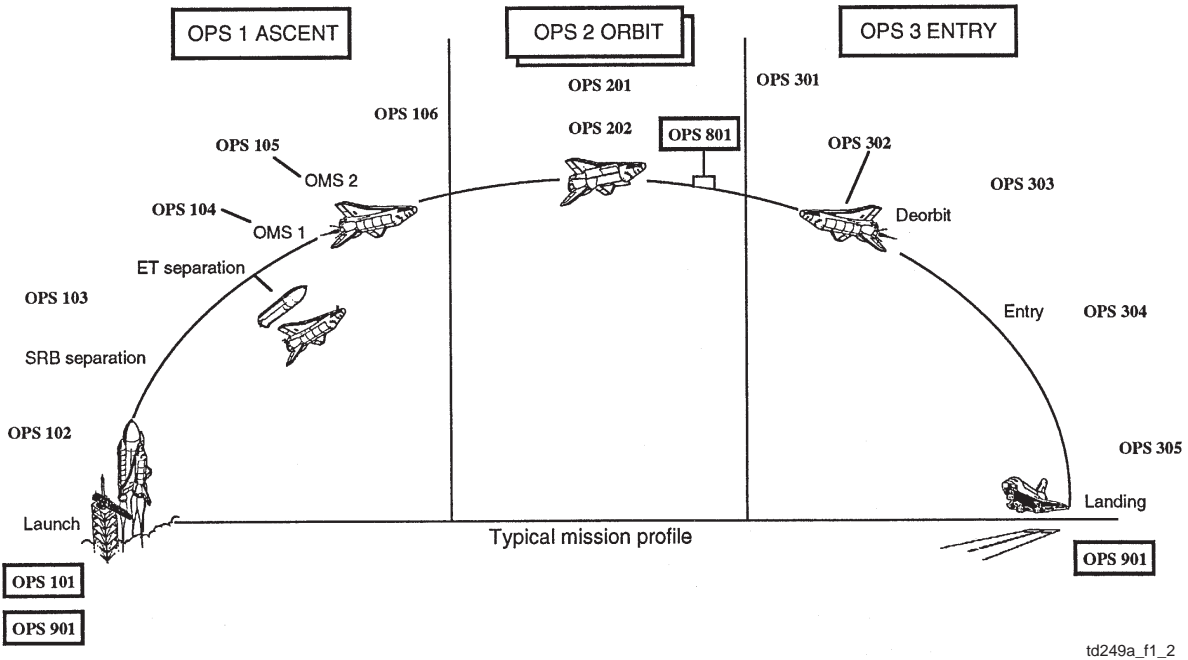 OPS 1 ASCENT
OPS 2 ORBIT
OPS 3 ENTRY
OPS 201
OPS 301
OPS 106
OPS 202
OPS 801
OPS 105
OMS 2
OPS 302
OPS 303
OPS 104
OMS 1
Deorbit
ET separation
OPS 103
Entry
OPS 304
SRB separation
OPS 102
OPS 305
Launch
Landing
Typical mission profile
OPS 101
OPS 901
OPS 901
td249a_f1_2